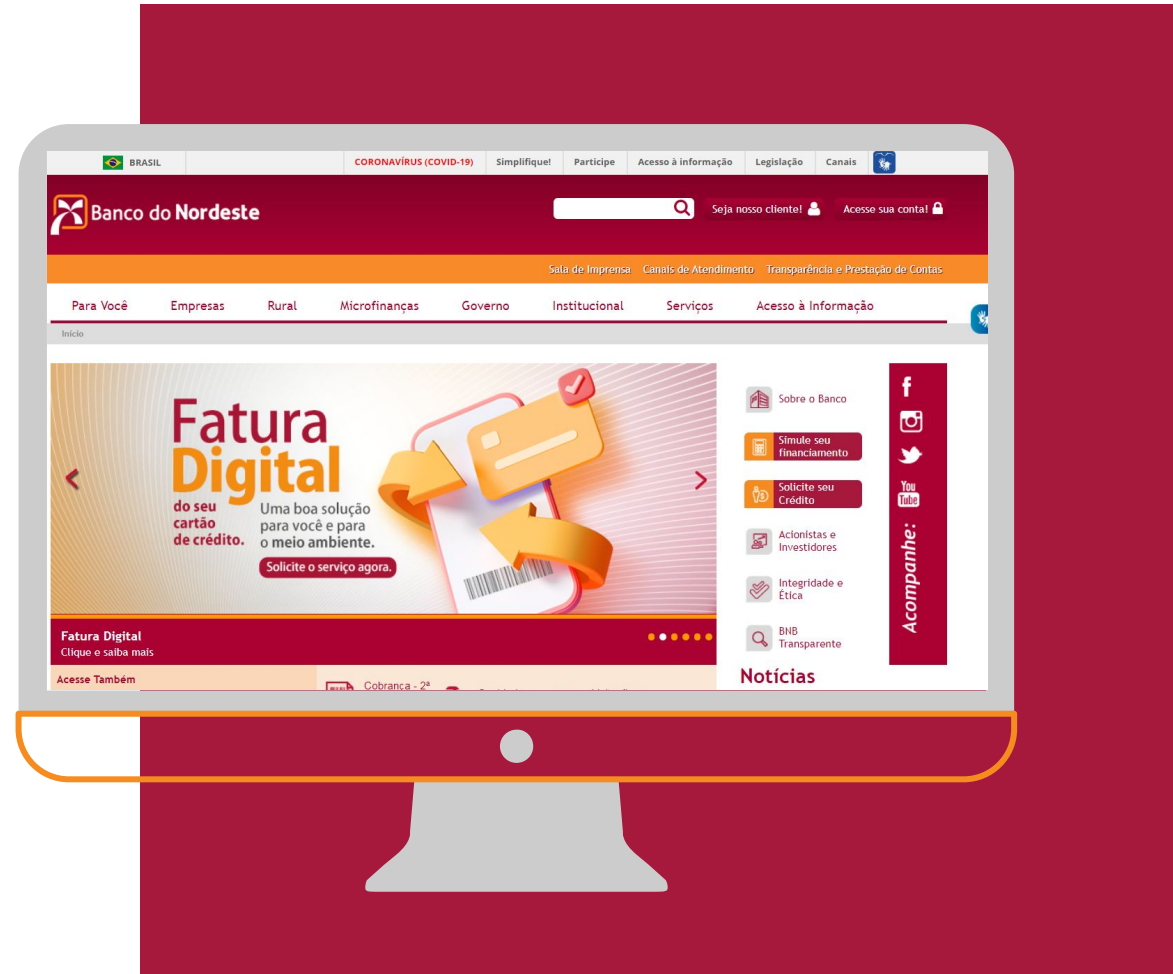 BRASIL
CORONAVÍRUS (COVID-19)
Simplifique!
Participe
Acesso à informação
Legislação
Canais
Banco do Nordeste
Seja nosso cliente!
Acesse sua conta!
Sala de Imprensa
Canais de Atendimento
Transparência e Prestação de Contas
Para Você
Empresas
Rural
Microfinanças
Governo
Institucional
Serviços
Acesso à Informação
Início
Fatura
Digital
do seu
cartão
de crédito.
Uma boa solução
para você e para
o meio ambiente.
Solicite o serviço agora.
Fatura Digital
Clique e saiba mais
Sobre o Banco
Simule seu
financiamento
Solicite seu
Crédito
Acionistas e
Investidores
Integridade e
Ética
BNB
Transparente
You
Tube
Acompanhe:
Acesse Também
Cobrança - 2ª
Notícias